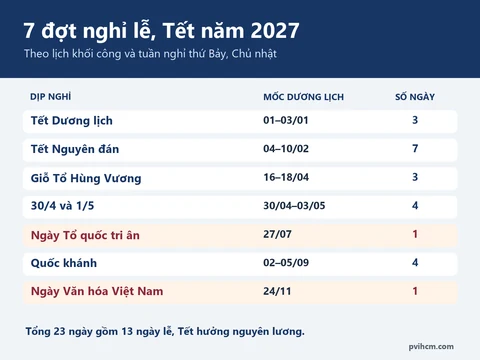 7 đợt nghỉ lễ, Tết năm 2027
Theo lịch khối công và tuần nghỉ thứ Bảy, Chủ nhật
DỊP NGHỈ MỐC DƯƠNG LỊCH SỐ NGÀY
Tết Dương lịch 01–03/01 3
Tết Nguyên đán 04–10/02 7
Giỗ Tổ Hùng Vương 16–18/04 3
30/4 và 1/5 30/04–03/05 4
Ngày Tổ quốc tri ân 27/07 1
Quốc khánh 02–05/09 4
Ngày Văn hóa Việt Nam 24/11 1
Tổng 23 ngày gồm 13 ngày lễ, Tết hưởng nguyên lương.
pvihcm.com